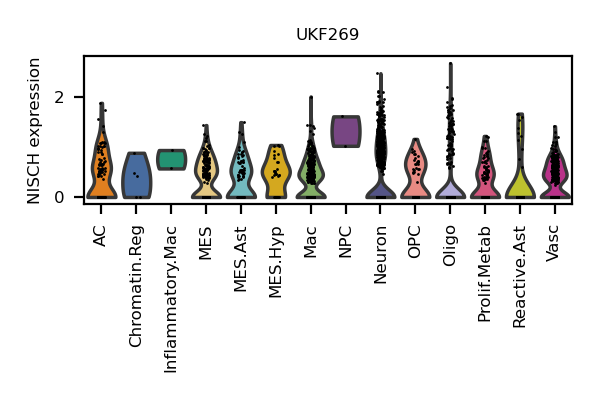 UKF269
NISCH expression
2
0
AC
Chromatin.Reg
Inflammatory.Mac
MES
MES.Ast
MES.Hyp
Mac
NPC
Neuron
OPC
Oligo
Prolif.Metab
Reactive.Ast
Vasc